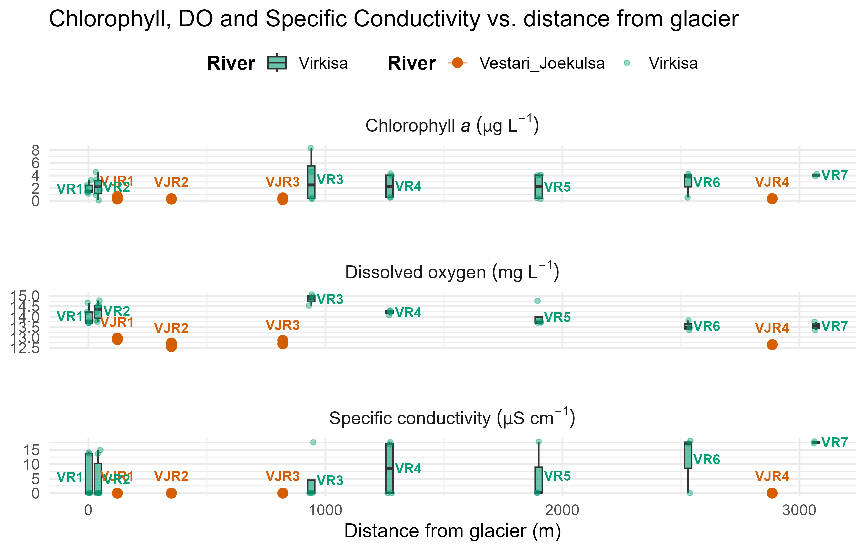 Chlorophyll, DO and Specific Conductivity vs. distance from glacier
River Virkisa River Vestari_Joekulsa Virkisa
Chlorophyll a (µg L⁻¹)
8
6
4
2
0
VR1 VR2 VJR1 VJR2 VJR3 VR3 VR4 VR5 VR6 VJR4 VR7
Dissolved oxygen (mg L⁻¹)
15.0
14.5
14.0
13.5
13.0
12.5
VR1 VR2 VJR1 VJR2 VJR3 VR3 VR4 VR5 VR6 VJR4 VR7
Specific conductivity (µS cm⁻¹)
15
10
5
0
VR1 VR2 VJR1 VJR2 VJR3 VR3 VR4 VR5 VR6 VJR4 VR7
0 1000 2000 3000
Distance from glacier (m)